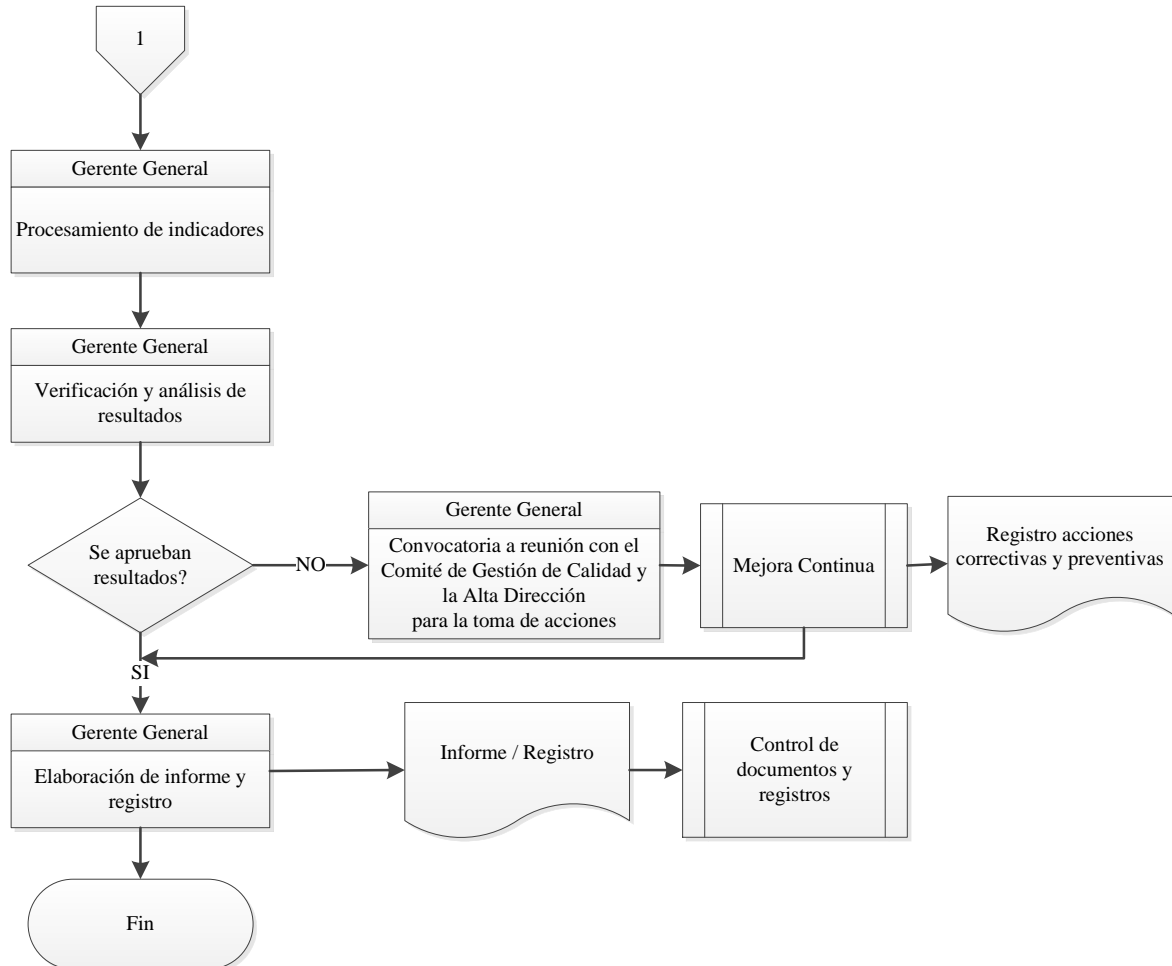 1
Gerente General
Procesamiento de indicadores
Gerente General
Verificación y análisis de
resultados
Se aprueban
resultados?
NO
Gerente General
Convocatoria a reunión con el
Comité de Gestión de Calidad y
la Alta Dirección
para la toma de acciones
Mejora Continua
Registro acciones
correctivas y preventivas
SI
Gerente General
Elaboración de informe y
registro
Informe / Registro
Control de
documentos y
registros
Fin